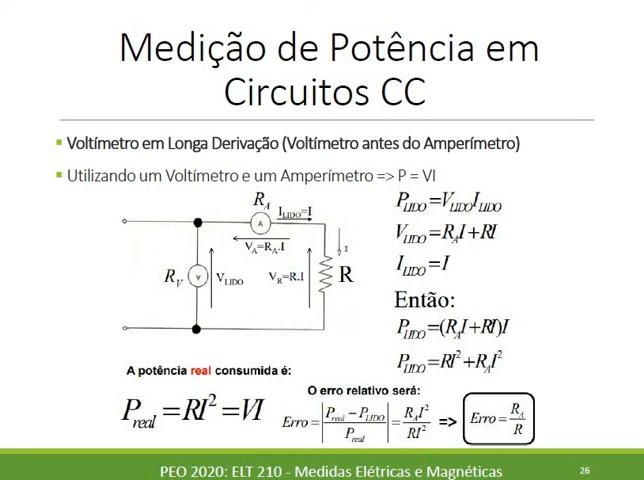 Medição de Potência em
Circuitos CC
Voltímetro em Longa Derivação (Voltímetro antes do Amperímetro)
Utilizando um Voltímetro e um Amperímetro => P = VI
R_A
I_LIDO=I
A
V_A=R_A.I
I
R_V
V
V_LIDO
V_R=R.I
R
P_LIDO=V_LIDO I_LIDO
V_LIDO=R_A I+RI
I_LIDO=I
Então:
P_LIDO=(R_A I+RI)I
P_LIDO=RI²+R_A I²
A potência real consumida é:
P_real=RI²=VI
O erro relativo será:
Erro=|(P_real−P_LIDO)/P_real|=R_A I²/RI² => Erro=R_A/R
PEO 2020: ELT 210 - Medidas Elétricas e Magnéticas
26